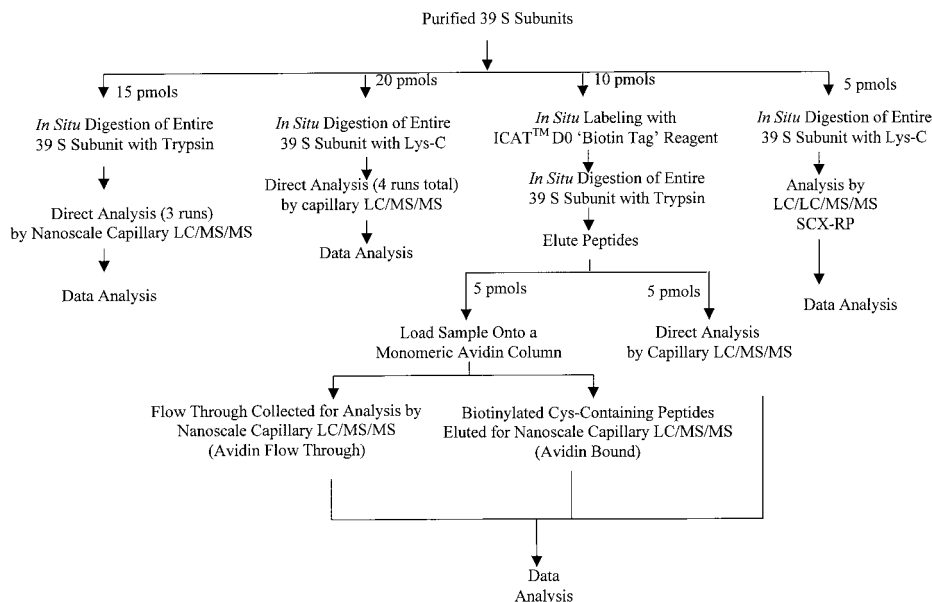 Purified 39 S Subunits
15 pmols
20 pmols
10 pmols
5 pmols
In Situ Digestion of Entire
39 S Subunit with Trypsin
Direct Analysis (3 runs)
by Nanoscale Capillary LC/MS/MS
Data Analysis
In Situ Digestion of Entire
39 S Subunit with Lys-C
Direct Analysis (4 runs total)
by capillary LC/MS/MS
Data Analysis
In Situ Labeling with
ICAT™ D0 ‘Biotin Tag’ Reagent
In Situ Digestion of Entire
39 S Subunit with Trypsin
Elute Peptides
In Situ Digestion of Entire
39 S Subunit with Lys-C
Analysis by
LC/LC/MS/MS
SCX-RP
Data Analysis
5 pmols
5 pmols
Load Sample Onto a
Monomeric Avidin Column
Direct Analysis
by Capillary LC/MS/MS
Flow Through Collected for Analysis by
Nanoscale Capillary LC/MS/MS
(Avidin Flow Through)
Biotinylated Cys-Containing Peptides
Eluted for Nanoscale Capillary LC/MS/MS
(Avidin Bound)
Data
Analysis